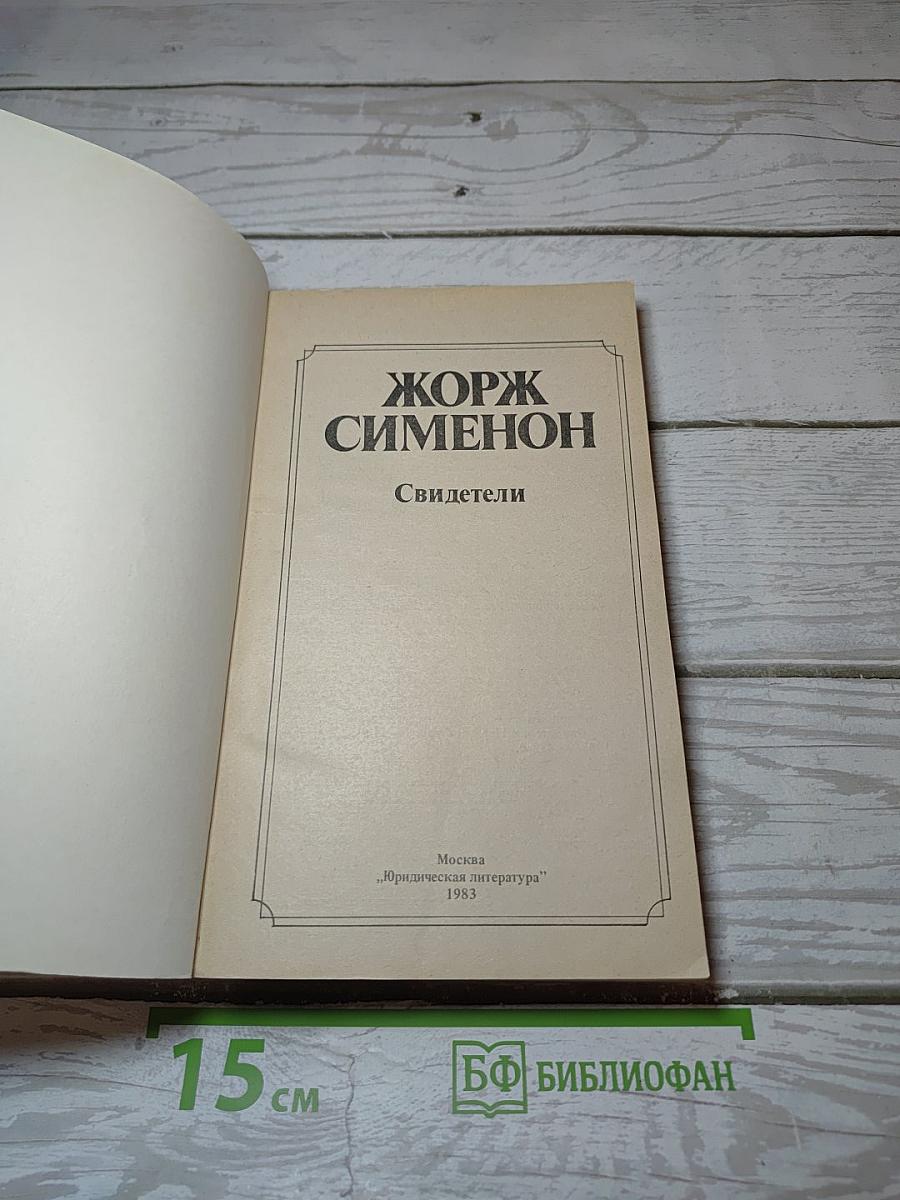 ЖОРЖ
СИМЕНОН
Свидетели
Москва
„Юридическая литература”
1983
15 см
БФ БИБЛИОФАН